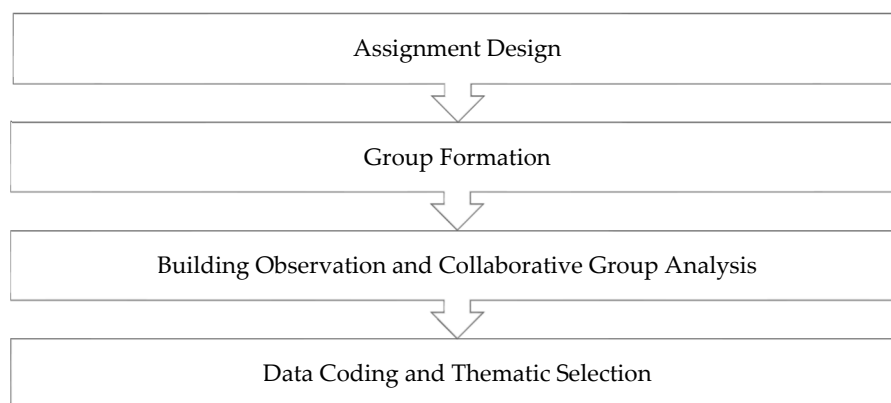 Assignment Design
Group Formation
Building Observation and Collaborative Group Analysis
Data Coding and Thematic Selection